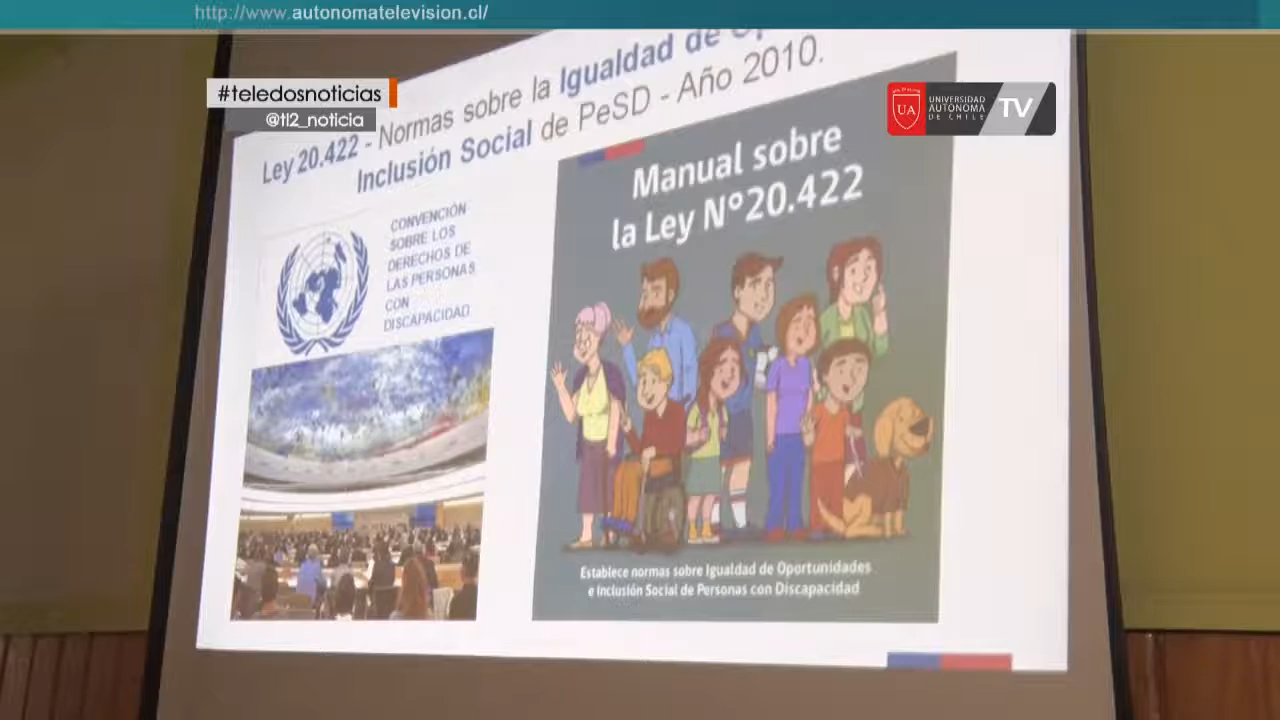 http://www.autonomatelevision.cl/
#teledosnoticias
@tl2_noticia
UA
UNIVERSIDAD
AUTÓNOMA
DE CHILE
TV
Ley 20.422 - Normas sobre la Igualdad de
Inclusión Social de PeSD - Año 2010.
CONVENCIÓN
SOBRE LOS
DERECHOS DE
LAS PERSONAS
CON
DISCAPACIDAD
Manual sobre
la Ley N°20.422
Establece normas sobre Igualdad de Oportunidades
e Inclusión Social de Personas con Discapacidad